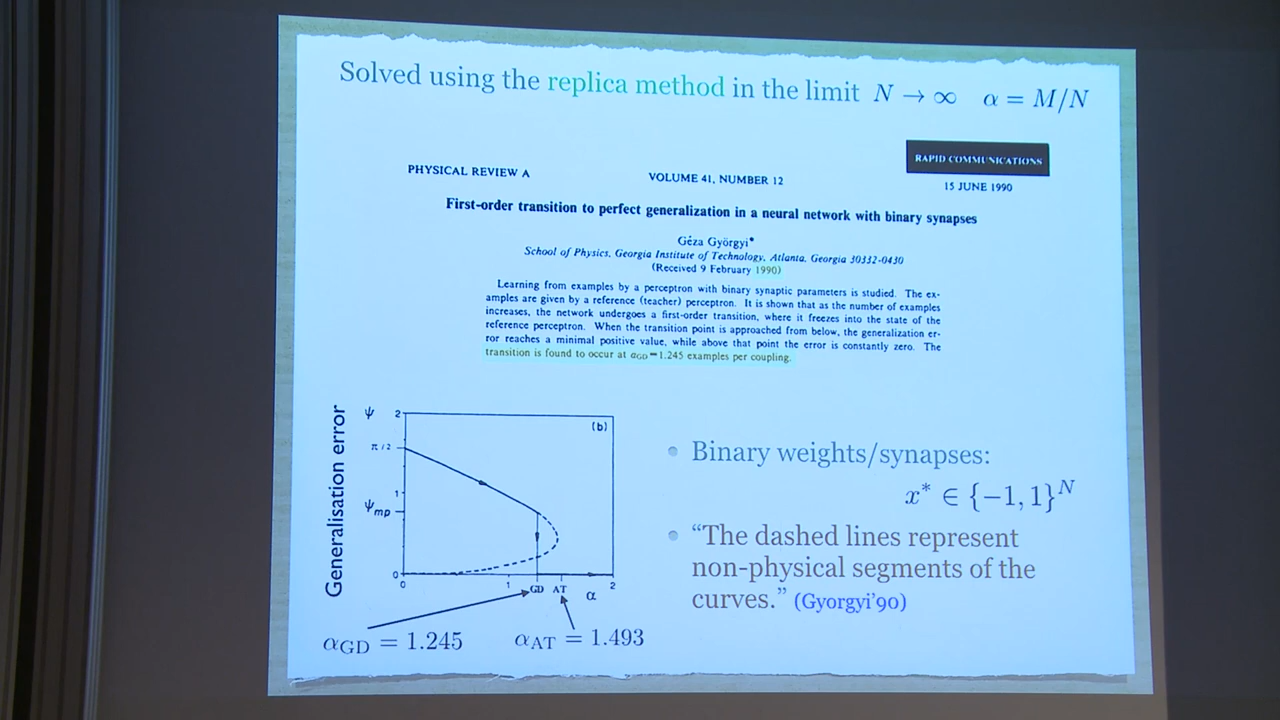 Solved using the replica method in the limit N → ∞ α = M/N
RAPID COMMUNICATIONS
PHYSICAL REVIEW A
VOLUME 41, NUMBER 12
15 JUNE 1990
First-order transition to perfect generalization in a neural network with binary synapses
Géza Györgyi*
School of Physics, Georgia Institute of Technology, Atlanta, Georgia 30332-0430
(Received 9 February 1990)
Learning from examples by a perceptron with binary synaptic parameters is studied. The ex-
amples are given by a reference (teacher) perceptron. It is shown that as the number of examples
increases, the network undergoes a first-order transition, where it freezes into the state of the
reference perceptron. When the transition point is approached from below, the generalization er-
ror reaches a minimal positive value, while above that point the error is constantly zero. The
transition is found to occur at αGD=1.245 examples per coupling.
Generalisation error
ψ 2
(b)
π/2
1
ψmp
0
0 1 GD AT α 2
αGD = 1.245
αAT = 1.493
• Binary weights/synapses:
x* ∈ {−1, 1}^N
• “The dashed lines represent
non-physical segments of the
curves.” (Gyorgyi’90)